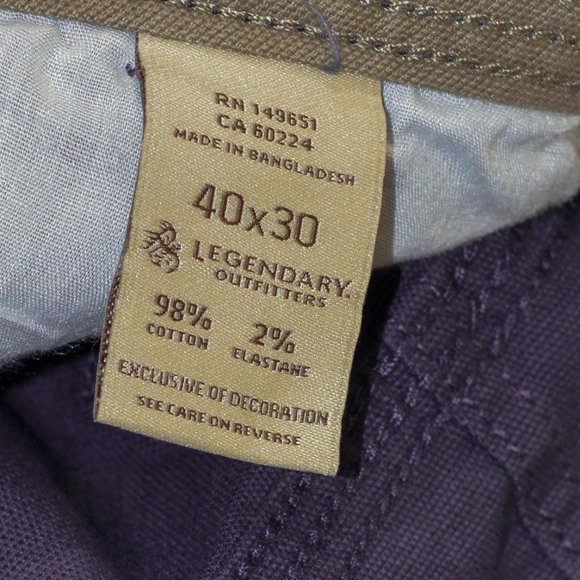 RN 149651
CA 60224
MADE IN BANGLADESH
40x30
LEGENDARY
OUTFITTERS
98% 2%
COTTON ELASTANE
EXCLUSIVE OF DECORATION
SEE CARE ON REVERSE